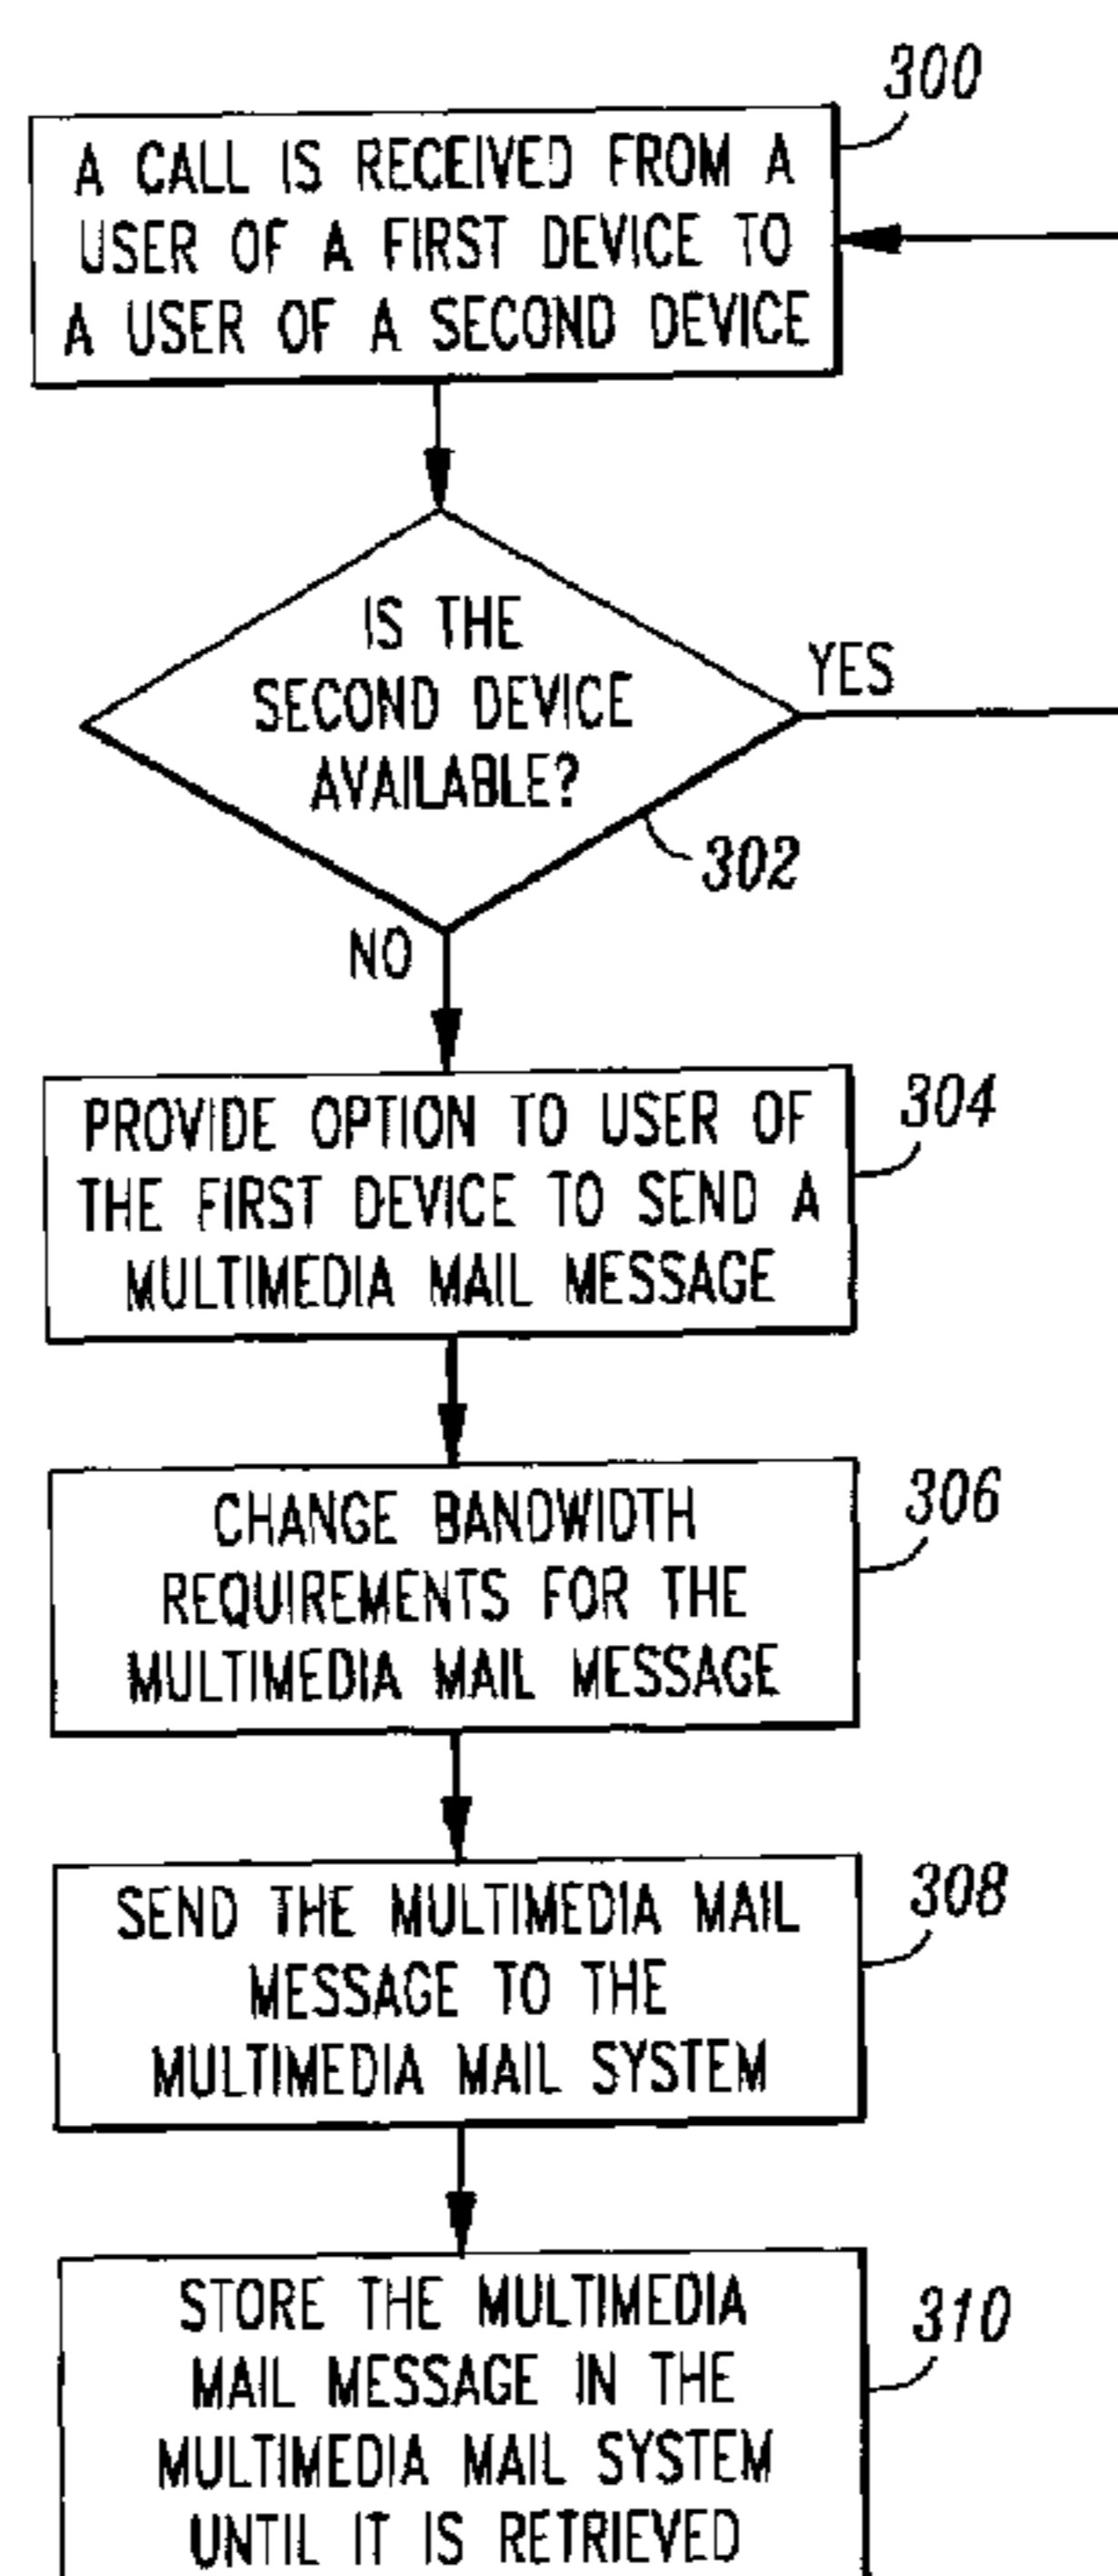 300
A CALL IS RECEIVED FROM A
USER OF A FIRST DEVICE TO
A USER OF A SECOND DEVICE
IS THE
SECOND DEVICE
AVAILABLE?
YES
302
NO
PROVIDE OPTION TO USER OF
THE FIRST DEVICE TO SEND A
MULTIMEDIA MAIL MESSAGE
304
CHANGE BANDWIDTH
REQUIREMENTS FOR THE
MULTIMEDIA MAIL MESSAGE
306
SEND THE MULTIMEDIA MAIL
MESSAGE TO THE
MULTIMEDIA MAIL SYSTEM
308
STORE THE MULTIMEDIA
MAIL MESSAGE IN THE
MULTIMEDIA MAIL SYSTEM
UNTIL IT IS RETRIEVED
310